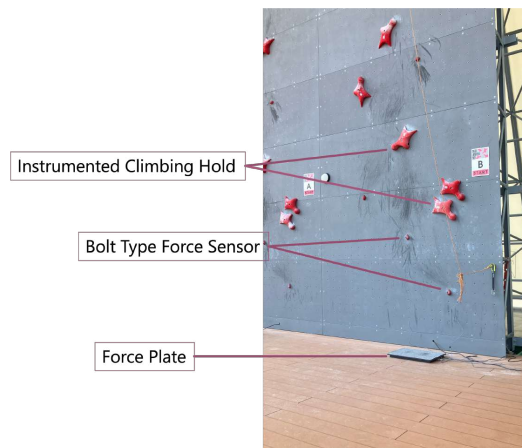 Instrumented Climbing Hold
A
B
START
Bolt Type Force Sensor
Force Plate